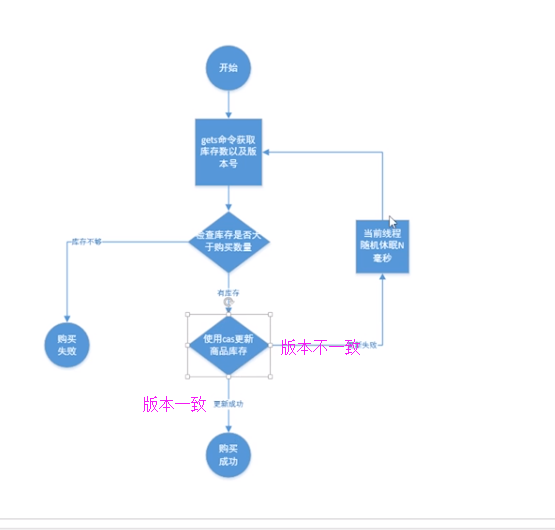 开始
gets命令获取
库存数以及版
本号
检查库存是否大
于购买数量
库存不够
当前线程
随机休眠N
毫秒
有库存
购买
失败
使用cas更新
商品库存
版本不一致
更新失败
版本一致
更新成功
购买
成功